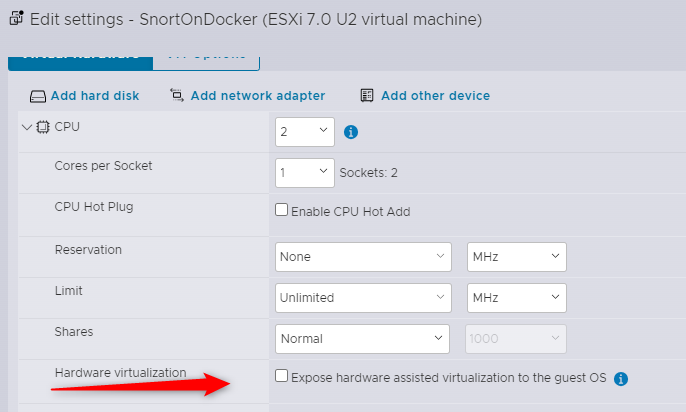 Edit settings - SnortOnDocker (ESXi 7.0 U2 virtual machine)
Add hard disk Add network adapter Add other device
CPU 2
Cores per Socket 1 Sockets: 2
CPU Hot Plug Enable CPU Hot Add
Reservation None MHz
Limit Unlimited MHz
Shares Normal 1000
Hardware virtualization Expose hardware assisted virtualization to the guest OS